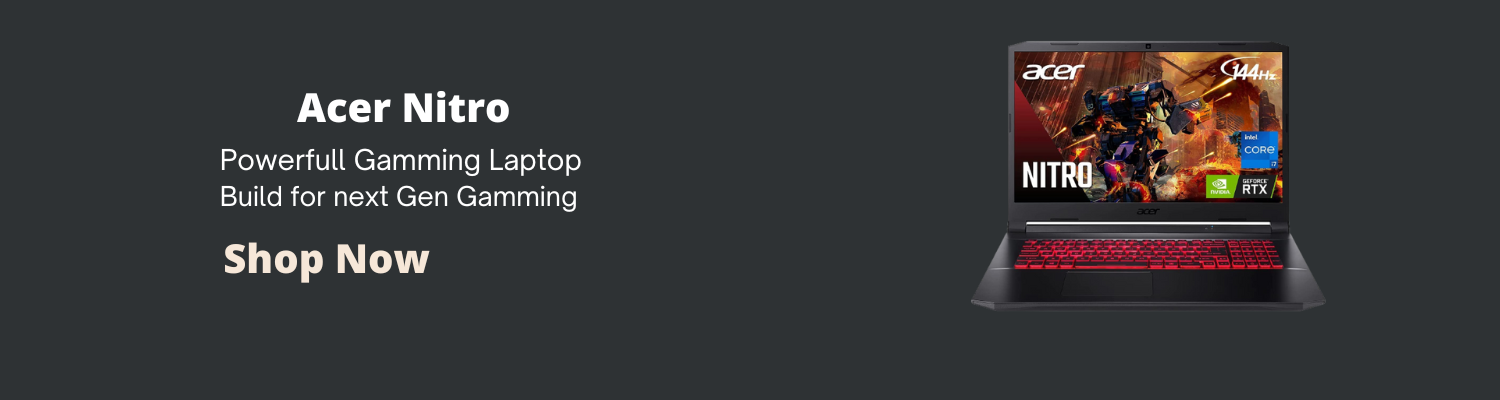 Acer Nitro
Powerfull Gamming Laptop
Build for next Gen Gamming
Shop Now
acer
144Hz
intel
CORE
i7
NITRO
NVIDIA
GEFORCE
RTX
acer